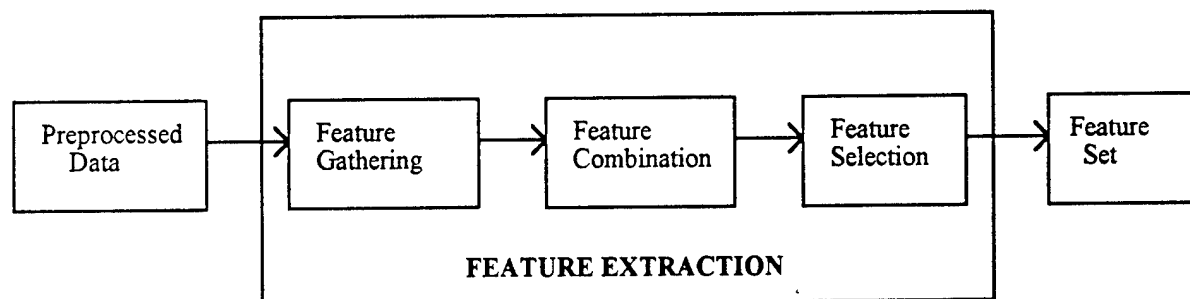 Preprocessed
Data
Feature
Gathering
Feature
Combination
Feature
Selection
Feature
Set
FEATURE EXTRACTION